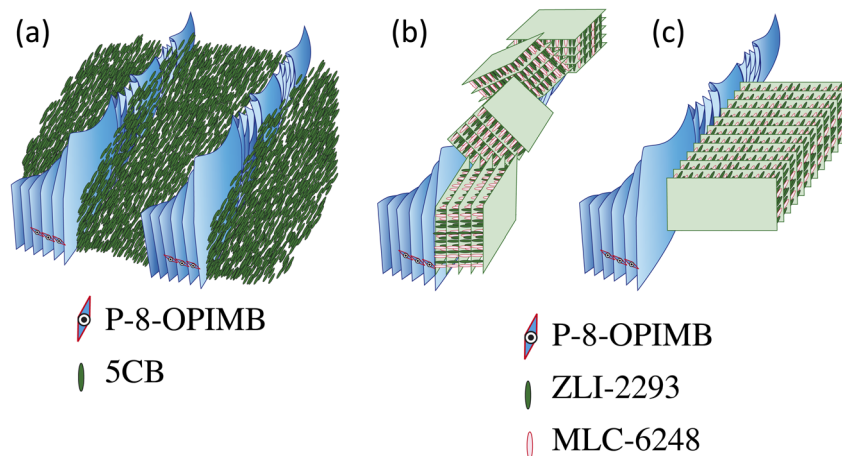 (a)
(b)
(c)
P-8-OPIMB
5CB
P-8-OPIMB
ZLI-2293
MLC-6248